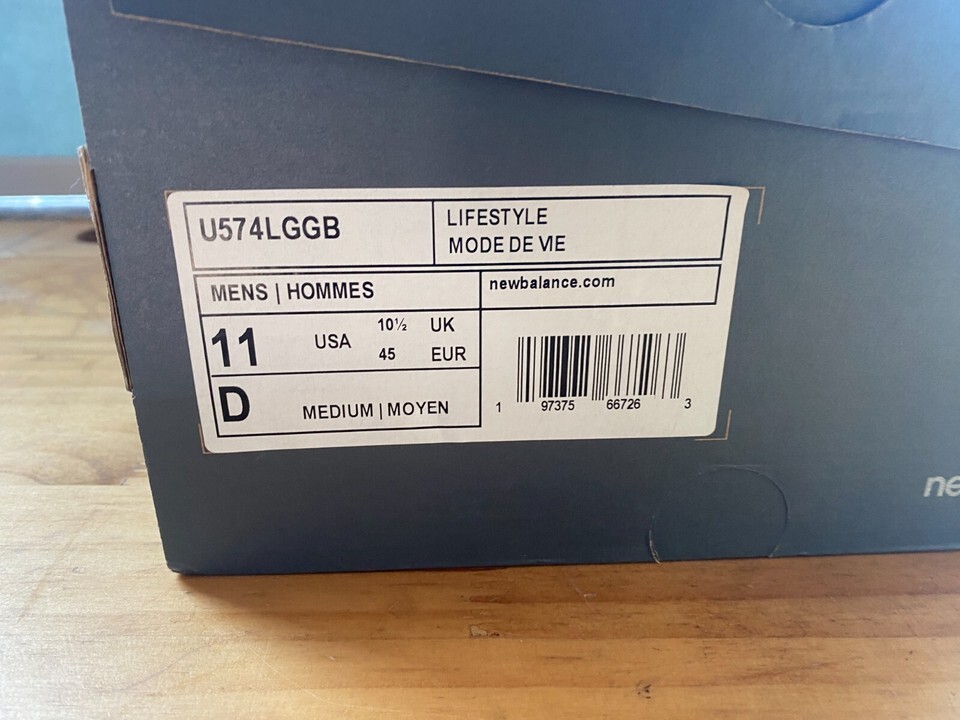 U574LGGB
LIFESTYLE
MODE DE VIE
MENS | HOMMES
newbalance.com
11 USA 10½ UK
45 EUR
D MEDIUM | MOYEN
1 97375 66726 3
ne